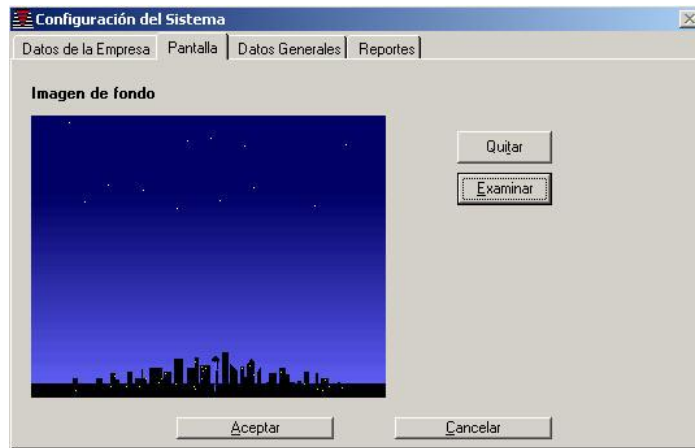 Configuración del Sistema
Datos de la Empresa Pantalla Datos Generales Reportes
Imagen de fondo
Quitar
Examinar
Aceptar Cancelar